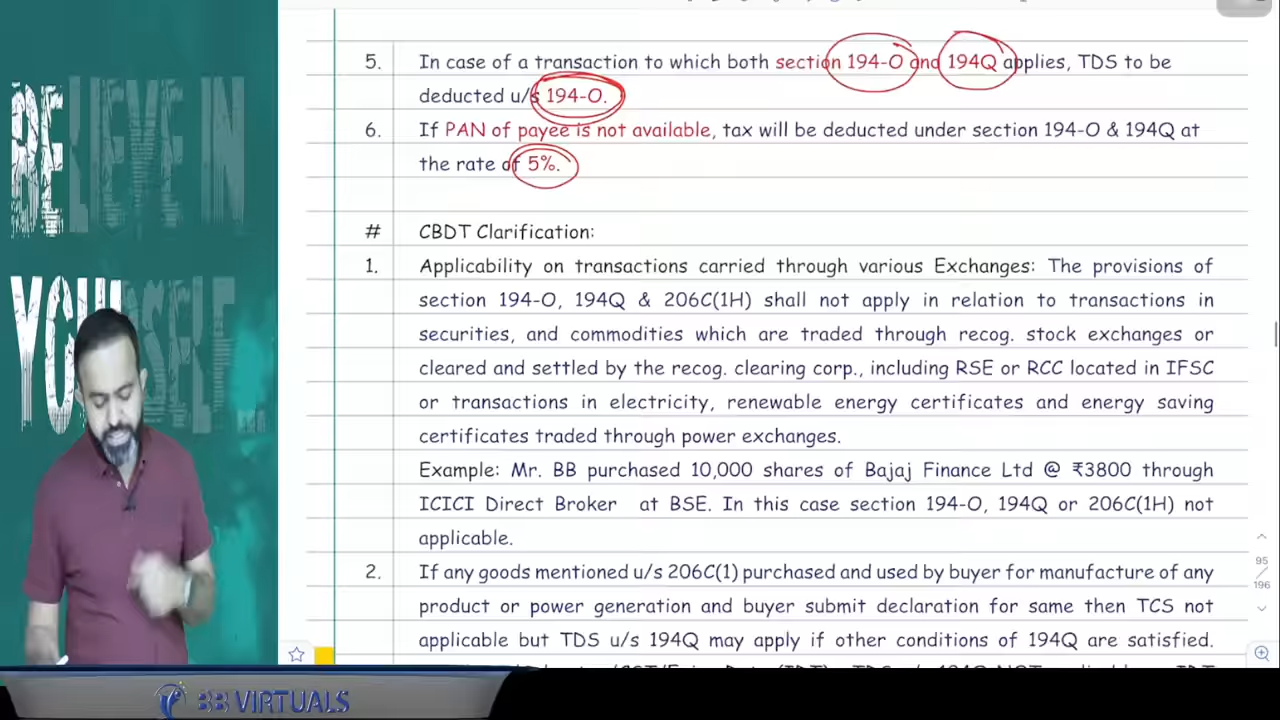 BELIEVE IN
YOURSELF
5. In case of a transaction to which both section 194-O and 194Q applies, TDS to be
deducted u/s 194-O.
6. If PAN of payee is not available, tax will be deducted under section 194-O & 194Q at
the rate of 5%.
# CBDT Clarification:
1. Applicability on transactions carried through various Exchanges: The provisions of
section 194-O, 194Q & 206C(1H) shall not apply in relation to transactions in
securities, and commodities which are traded through recog. stock exchanges or
cleared and settled by the recog. clearing corp., including RSE or RCC located in IFSC
or transactions in electricity, renewable energy certificates and energy saving
certificates traded through power exchanges.
Example: Mr. BB purchased 10,000 shares of Bajaj Finance Ltd @ ₹3800 through
ICICI Direct Broker at BSE. In this case section 194-O, 194Q or 206C(1H) not
applicable.
2. If any goods mentioned u/s 206C(1) purchased and used by buyer for manufacture of any
product or power generation and buyer submit declaration for same then TCS not
applicable but TDS u/s 194Q may apply if other conditions of 194Q are satisfied.
95
/
196
BB VIRTUALS